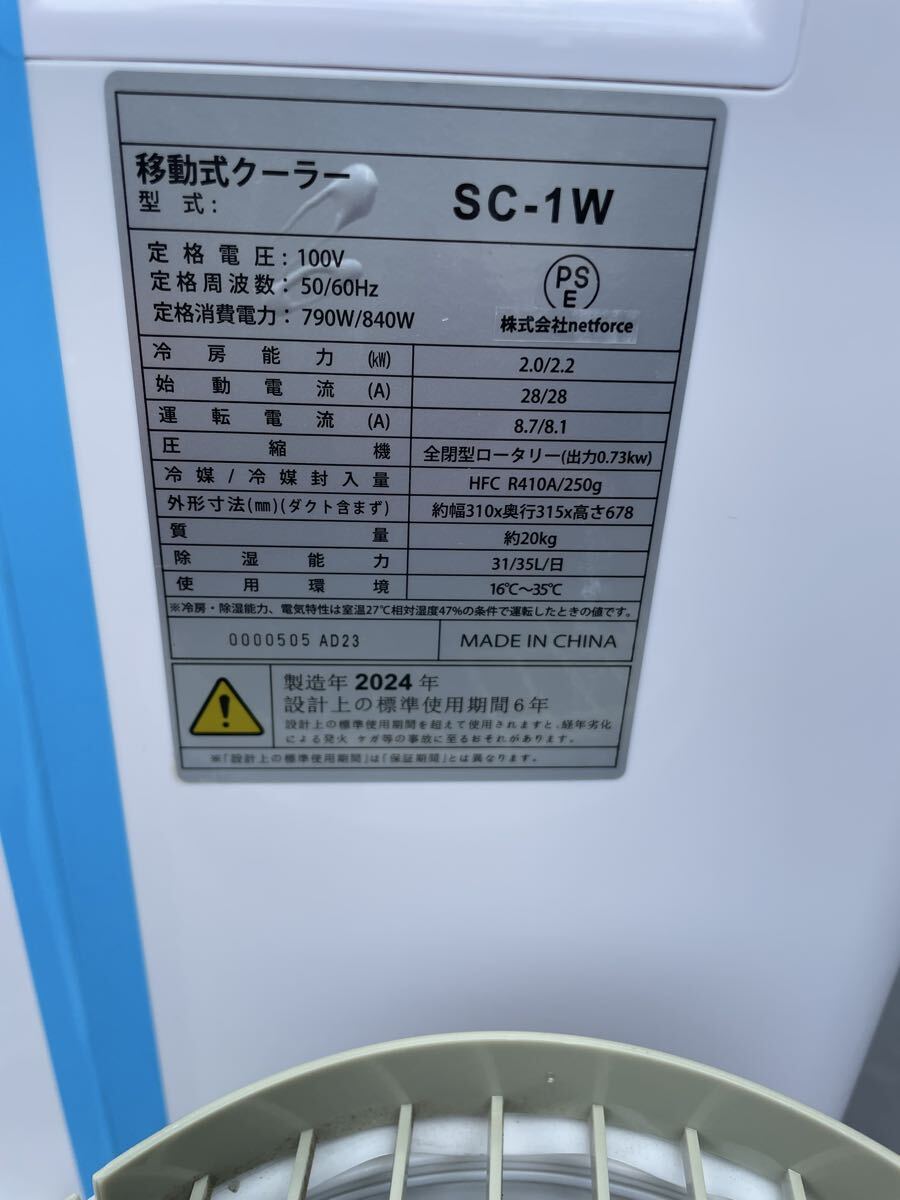 移動式クーラー
型式: SC-1W
定格電圧: 100V
定格周波数: 50/60Hz
定格消費電力: 790W/840W
PS
E
株式会社netforce
冷房能力 (kW) 2.0/2.2
始動電流 (A) 28/28
運転電流 (A) 8.7/8.1
圧縮機 全閉型ロータリー(出力0.73kw)
冷媒/冷媒封入量 HFC R410A/250g
外形寸法(mm)(ダクト含まず) 約幅310x奥行315x高さ678
質量 約20kg
除湿能力 31/35L/日
使用環境 16℃〜35℃
※冷房・除湿能力、電気特性は室温27℃相対湿度47%の条件で運転したときの値です。
0000505 AD23 MADE IN CHINA
製造年 2024 年
設計上の標準使用期間6年
設計上の標準使用期間を超えて使用されますと、経年劣化
による発火 ケガ等の事故に至るおそれがあります。
※「設計上の標準使用期間」は「保証期間」とは異なります。